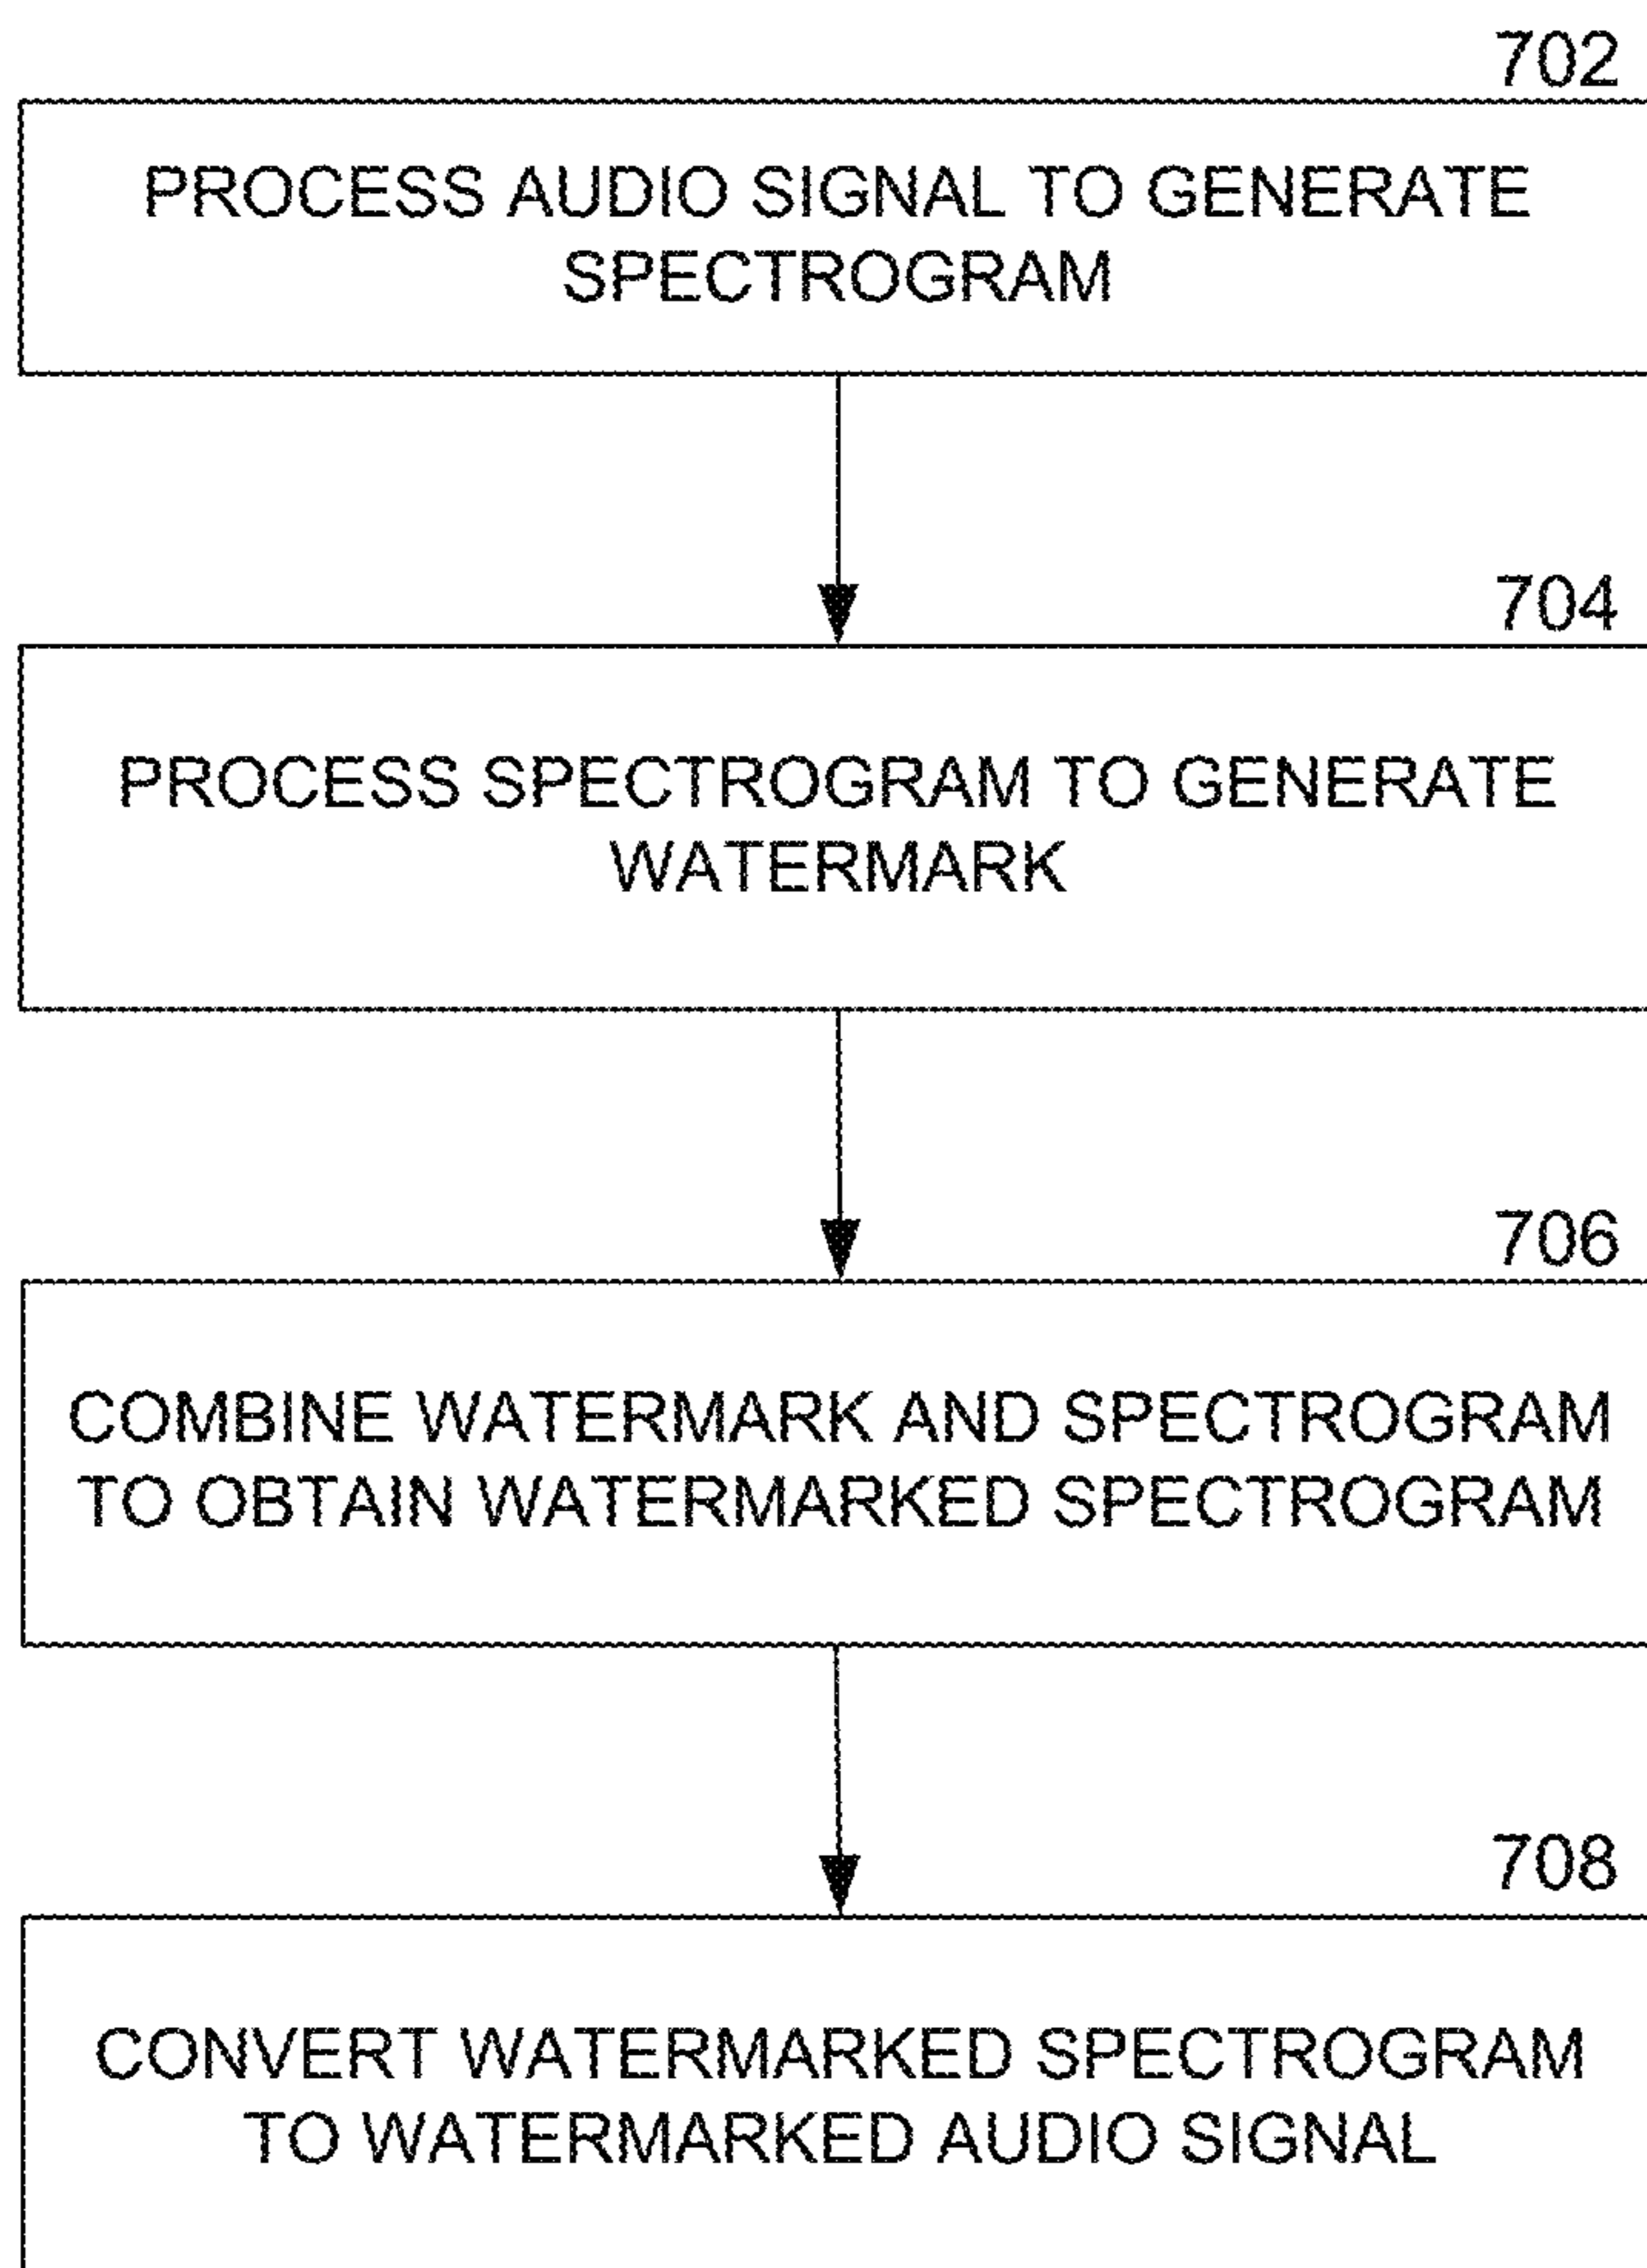 702
PROCESS AUDIO SIGNAL TO GENERATE
SPECTROGRAM
704
PROCESS SPECTROGRAM TO GENERATE
WATERMARK
706
COMBINE WATERMARK AND SPECTROGRAM
TO OBTAIN WATERMARKED SPECTROGRAM
708
CONVERT WATERMARKED SPECTROGRAM
TO WATERMARKED AUDIO SIGNAL